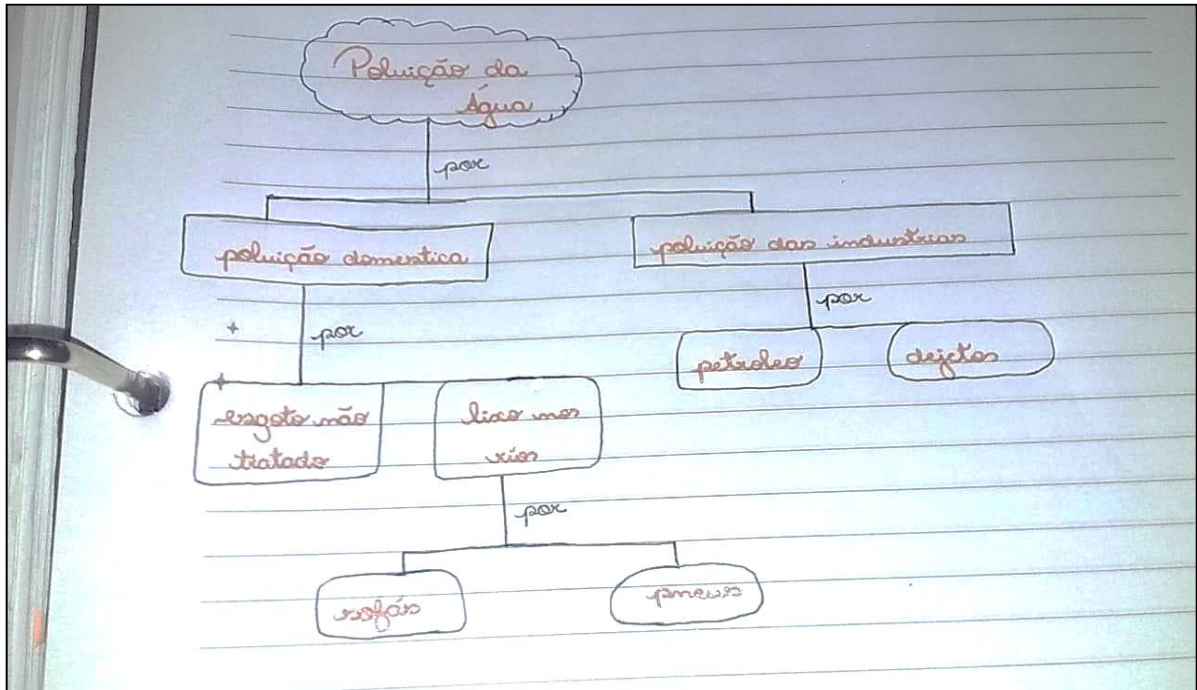 Poluição da
Água
por
poluição domestica
poluição das industrias
por
por
petroleo
dejetos
esgoto não
tratado
lixo nos
rios
por
sofás
pneus